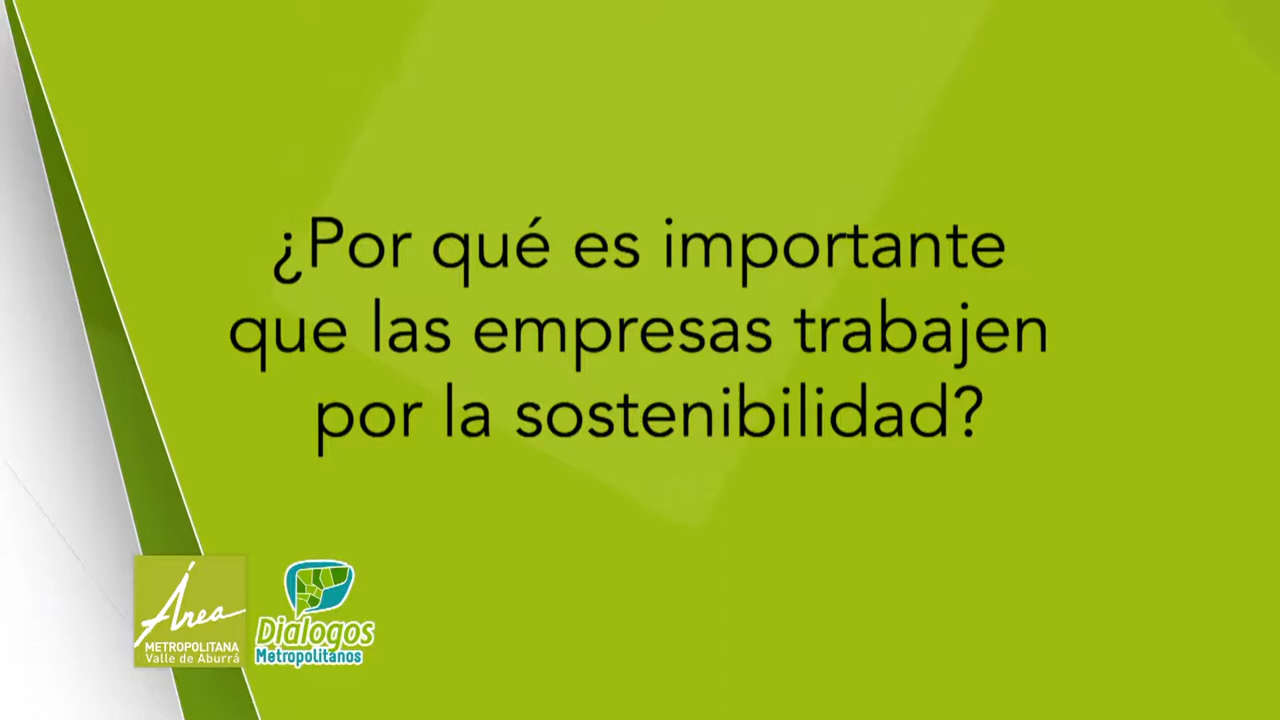 ¿Por qué es importante
que las empresas trabajen
por la sostenibilidad?
Área
METROPOLITANA
Valle de Aburrá
Dialogos
Metropolitanos